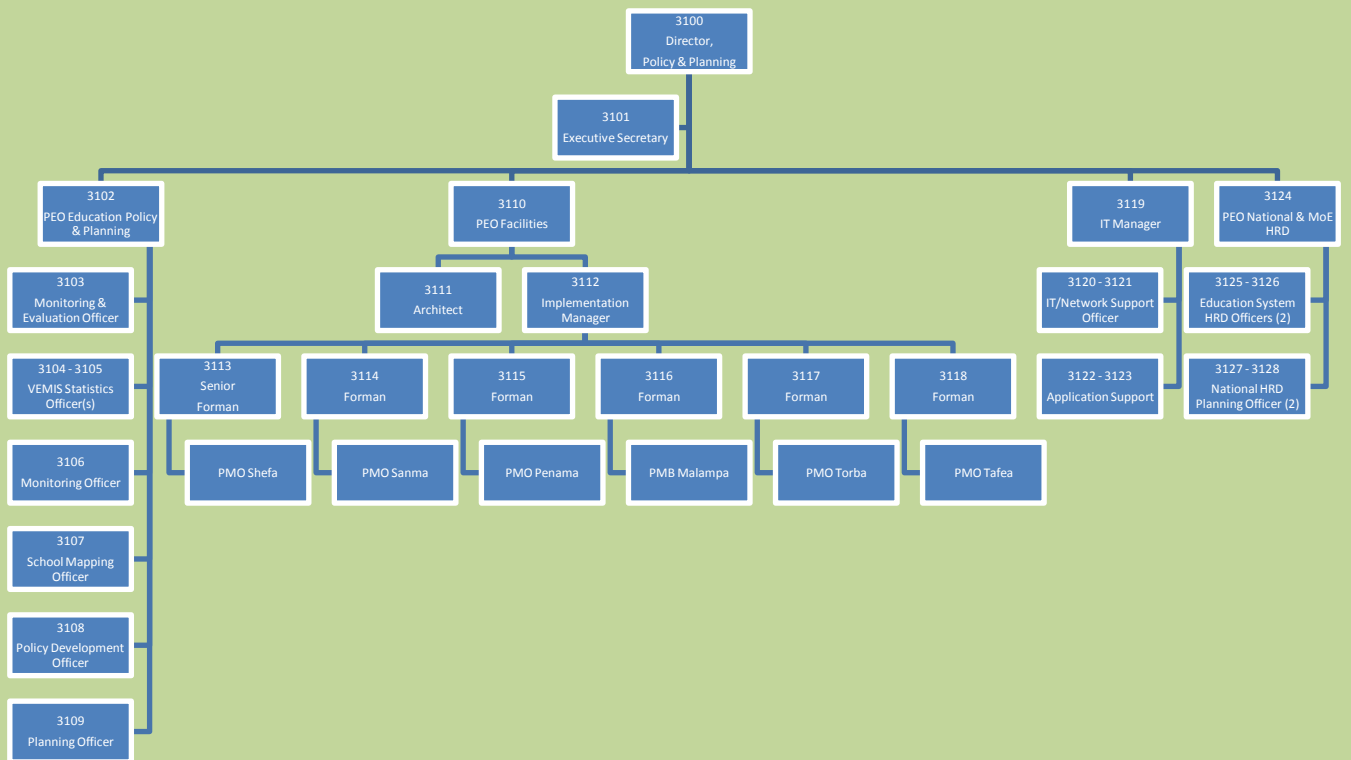 3100
Director,
Policy & Planning
3101
Executive Secretary
3102
PEO Education Policy
& Planning
3110
PEO Facilities
3119
IT Manager
3124
PEO National & MoE
HRD
3103
Monitoring &
Evaluation Officer
3111
Architect
3112
Implementation
Manager
3120 - 3121
IT/Network Support
Officer
3125 - 3126
Education System
HRD Officers (2)
3104 - 3105
VEMIS Statistics
Officer(s)
3113
Senior
Forman
3114
Forman
3115
Forman
3116
Forman
3117
Forman
3118
Forman
3122 - 3123
Application Support
3127 - 3128
National HRD
Planning Officer (2)
3106
Monitoring Officer
PMO Shefa
PMO Sanma
PMO Penama
PMB Malampa
PMO Torba
PMO Tafea
3107
School Mapping
Officer
3108
Policy Development
Officer
3109
Planning Officer